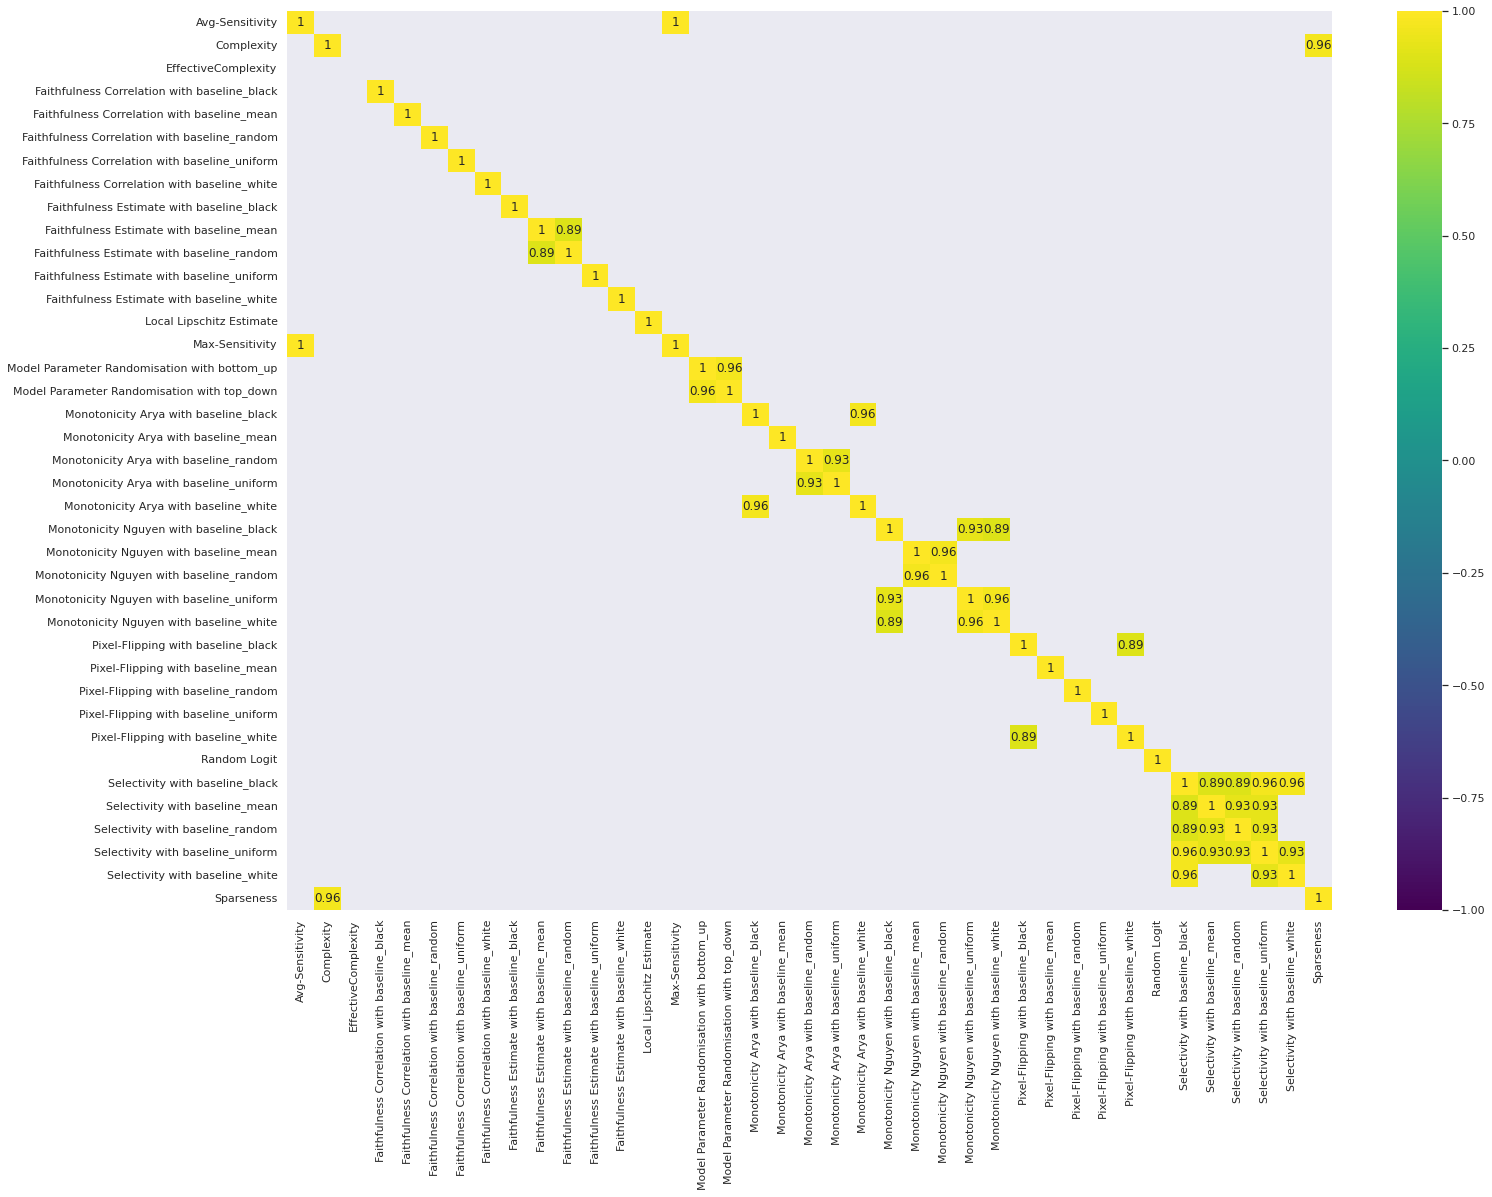 Avg-Sensitivity 1 1
Complexity 1 0.96
EffectiveComplexity
Faithfulness Correlation with baseline_black 1
Faithfulness Correlation with baseline_mean 1
Faithfulness Correlation with baseline_random 1
Faithfulness Correlation with baseline_uniform 1
Faithfulness Correlation with baseline_white 1
Faithfulness Estimate with baseline_black 1
Faithfulness Estimate with baseline_mean 1 0.89
Faithfulness Estimate with baseline_random 0.89 1
Faithfulness Estimate with baseline_uniform 1
Faithfulness Estimate with baseline_white 1
Local Lipschitz Estimate 1
Max-Sensitivity 1 1
Model Parameter Randomisation with bottom_up 1 0.96
Model Parameter Randomisation with top_down 0.96 1
Monotonicity Arya with baseline_black 1 0.96
Monotonicity Arya with baseline_mean 1
Monotonicity Arya with baseline_random 1 0.93
Monotonicity Arya with baseline_uniform 0.93 1
Monotonicity Arya with baseline_white 0.96 1
Monotonicity Nguyen with baseline_black 1 0.93 0.89
Monotonicity Nguyen with baseline_mean 1 0.96
Monotonicity Nguyen with baseline_random 0.96 1
Monotonicity Nguyen with baseline_uniform 0.93 1 0.96
Monotonicity Nguyen with baseline_white 0.89 0.96 1
Pixel-Flipping with baseline_black 1 0.89
Pixel-Flipping with baseline_mean 1
Pixel-Flipping with baseline_random 1
Pixel-Flipping with baseline_uniform 1
Pixel-Flipping with baseline_white 0.89 1
Random Logit 1
Selectivity with baseline_black 1 0.89 0.89 0.96 0.96
Selectivity with baseline_mean 0.89 1 0.93 0.93
Selectivity with baseline_random 0.89 0.93 1 0.93
Selectivity with baseline_uniform 0.96 0.93 0.93 1 0.93
Selectivity with baseline_white 0.96 0.93 1
Sparseness 0.96 1
Avg-Sensitivity
Complexity
EffectiveComplexity
Faithfulness Correlation with baseline_black
Faithfulness Correlation with baseline_mean
Faithfulness Correlation with baseline_random
Faithfulness Correlation with baseline_uniform
Faithfulness Correlation with baseline_white
Faithfulness Estimate with baseline_black
Faithfulness Estimate with baseline_mean
Faithfulness Estimate with baseline_random
Faithfulness Estimate with baseline_uniform
Faithfulness Estimate with baseline_white
Local Lipschitz Estimate
Max-Sensitivity
Model Parameter Randomisation with bottom_up
Model Parameter Randomisation with top_down
Monotonicity Arya with baseline_black
Monotonicity Arya with baseline_mean
Monotonicity Arya with baseline_random
Monotonicity Arya with baseline_uniform
Monotonicity Arya with baseline_white
Monotonicity Nguyen with baseline_black
Monotonicity Nguyen with baseline_mean
Monotonicity Nguyen with baseline_random
Monotonicity Nguyen with baseline_uniform
Monotonicity Nguyen with baseline_white
Pixel-Flipping with baseline_black
Pixel-Flipping with baseline_mean
Pixel-Flipping with baseline_random
Pixel-Flipping with baseline_uniform
Pixel-Flipping with baseline_white
Random Logit
Selectivity with baseline_black
Selectivity with baseline_mean
Selectivity with baseline_random
Selectivity with baseline_uniform
Selectivity with baseline_white
Sparseness
1.00
0.75
0.50
0.25
0.00
−0.25
−0.50
−0.75
−1.00